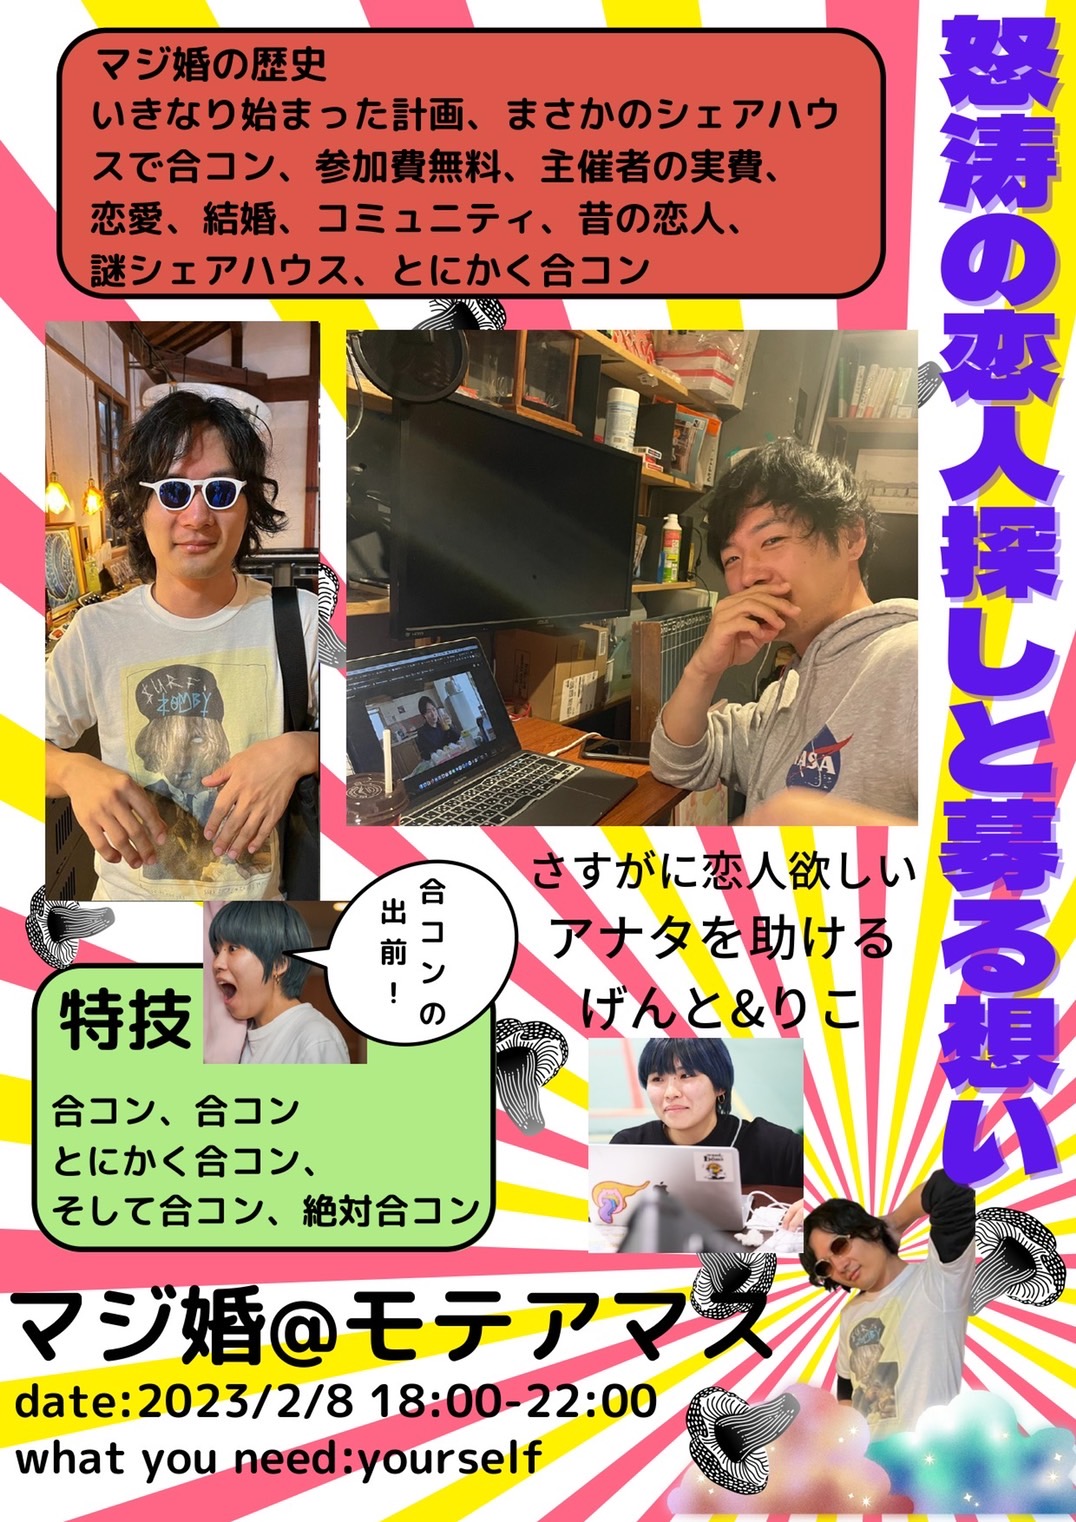 怒涛の恋人探しと募る想い
マジ婚の歴史
いきなり始まった計画、まさかのシェアハウ
スで合コン、参加費無料、主催者の実費、
恋愛、結婚、コミュニティ、昔の恋人、
謎シェアハウス、とにかく合コン
SURF
ZOMBY
NASA
さすがに恋人欲しい
アナタを助ける
げんと&りこ
合コンの
出前！
特技
合コン、合コン
とにかく合コン、
そして合コン、絶対合コン
マジ婚@モテアマス
date:2023/2/8 18:00-22:00
what you need:yourself